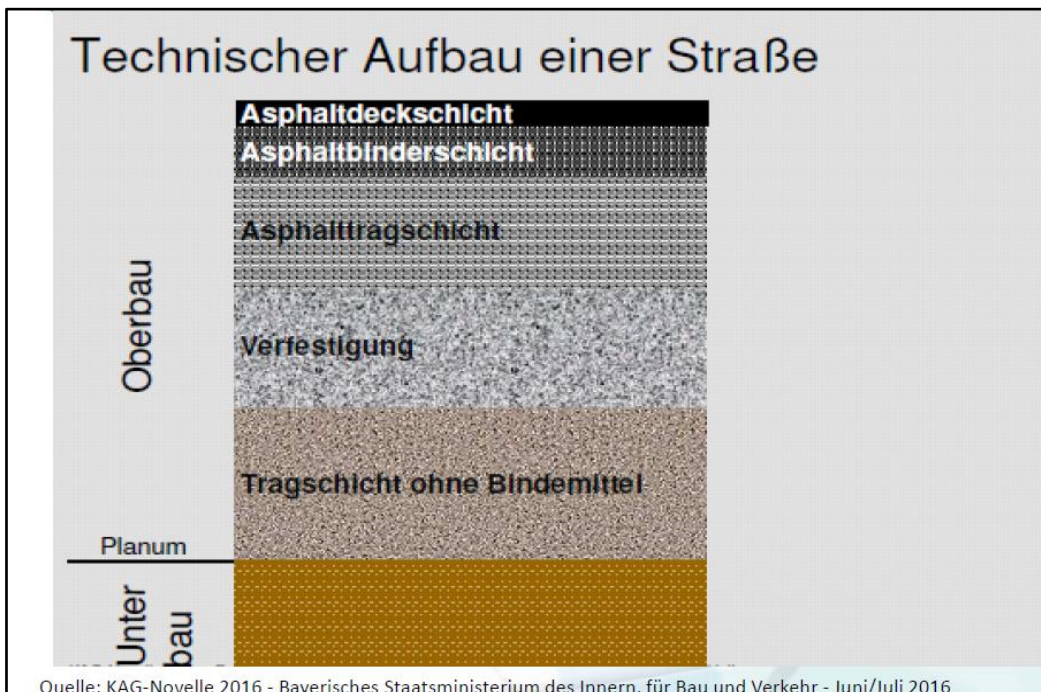 Technischer Aufbau einer Straße
Asphaltdeckschicht
Asphaltbinderschicht
Asphalttragschicht
Oberbau
Verfestigung
Tragschicht ohne Bindemittel
Planum
Unter
bau
Quelle: KAG-Novelle 2016 - Bayerisches Staatsministerium des Innern, für Bau und Verkehr - Juni/Juli 2016